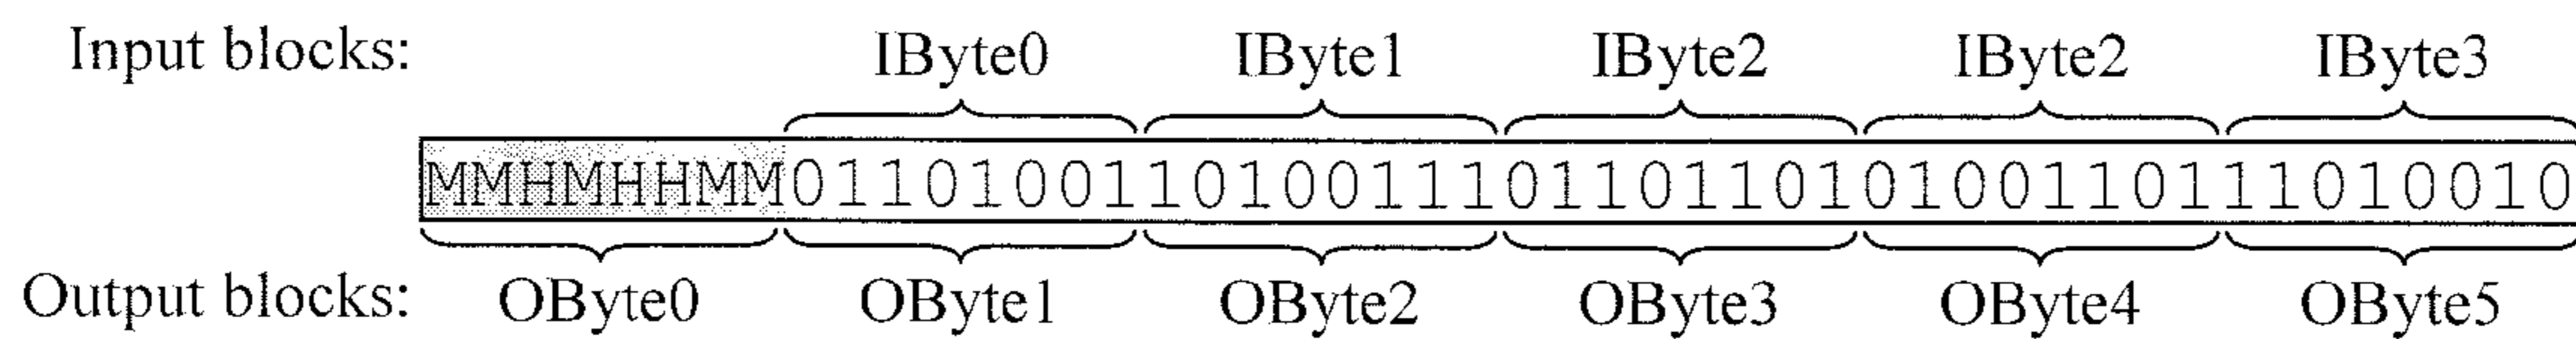 Input blocks: IByte0 IByte1 IByte2 IByte2 IByte3
MMHMHHMM0110100110100111011011010100110111010010
Output blocks: OByte0 OByte1 OByte2 OByte3 OByte4 OByte5